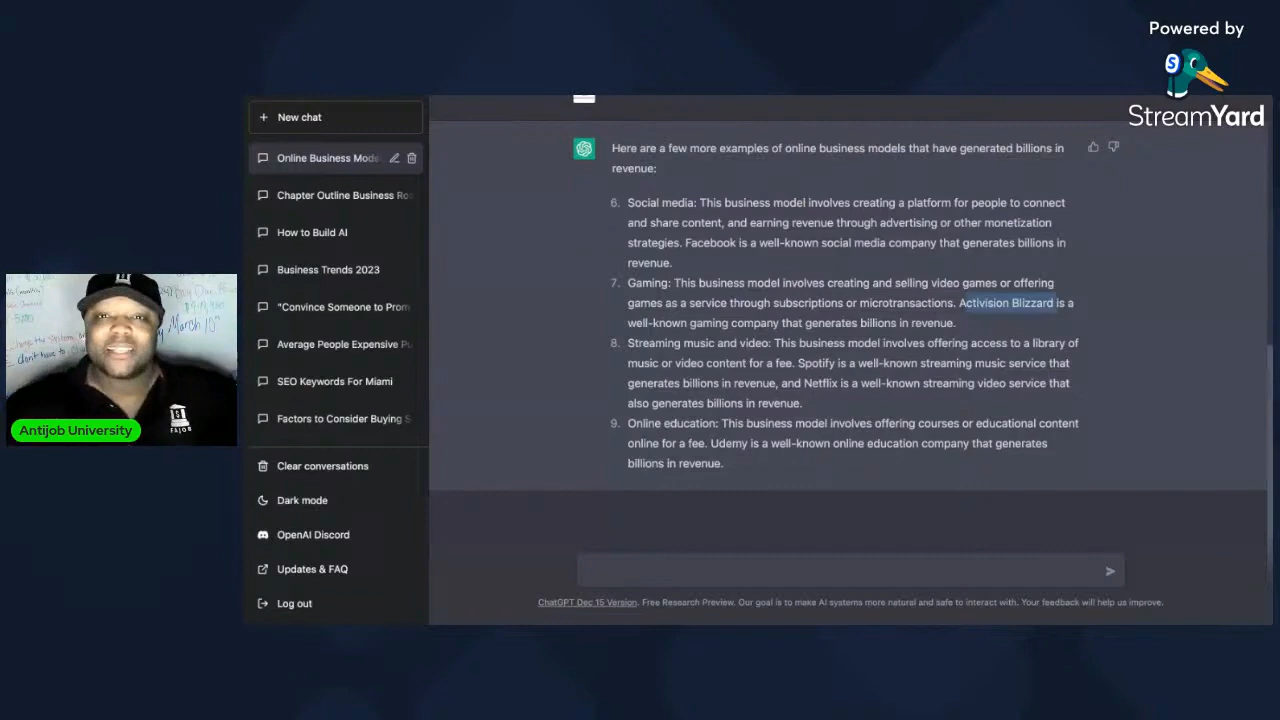 Powered by
S
StreamYard
+ New chat
Online Business Mode
Chapter Outline Business Ro
How to Build AI
Business Trends 2023
"Convince Someone to Prom
Average People Expensive Pu
SEO Keywords For Miami
Factors to Consider Buying S
Clear conversations
Dark mode
OpenAI Discord
Updates & FAQ
Log out
Here are a few more examples of online business models that have generated billions in
revenue:
6. Social media: This business model involves creating a platform for people to connect
and share content, and earning revenue through advertising or other monetization
strategies. Facebook is a well-known social media company that generates billions in
revenue.
7. Gaming: This business model involves creating and selling video games or offering
games as a service through subscriptions or microtransactions. Activision Blizzard is a
well-known gaming company that generates billions in revenue.
8. Streaming music and video: This business model involves offering access to a library of
music or video content for a fee. Spotify is a well-known streaming music service that
generates billions in revenue, and Netflix is a well-known streaming video service that
also generates billions in revenue.
9. Online education: This business model involves offering courses or educational content
online for a fee. Udemy is a well-known online education company that generates
billions in revenue.
ChatGPT Dec 15 Version. Free Research Preview. Our goal is to make AI systems more natural and safe to interact with. Your feedback will help us improve.
March 10th
don't have to
Antijob University